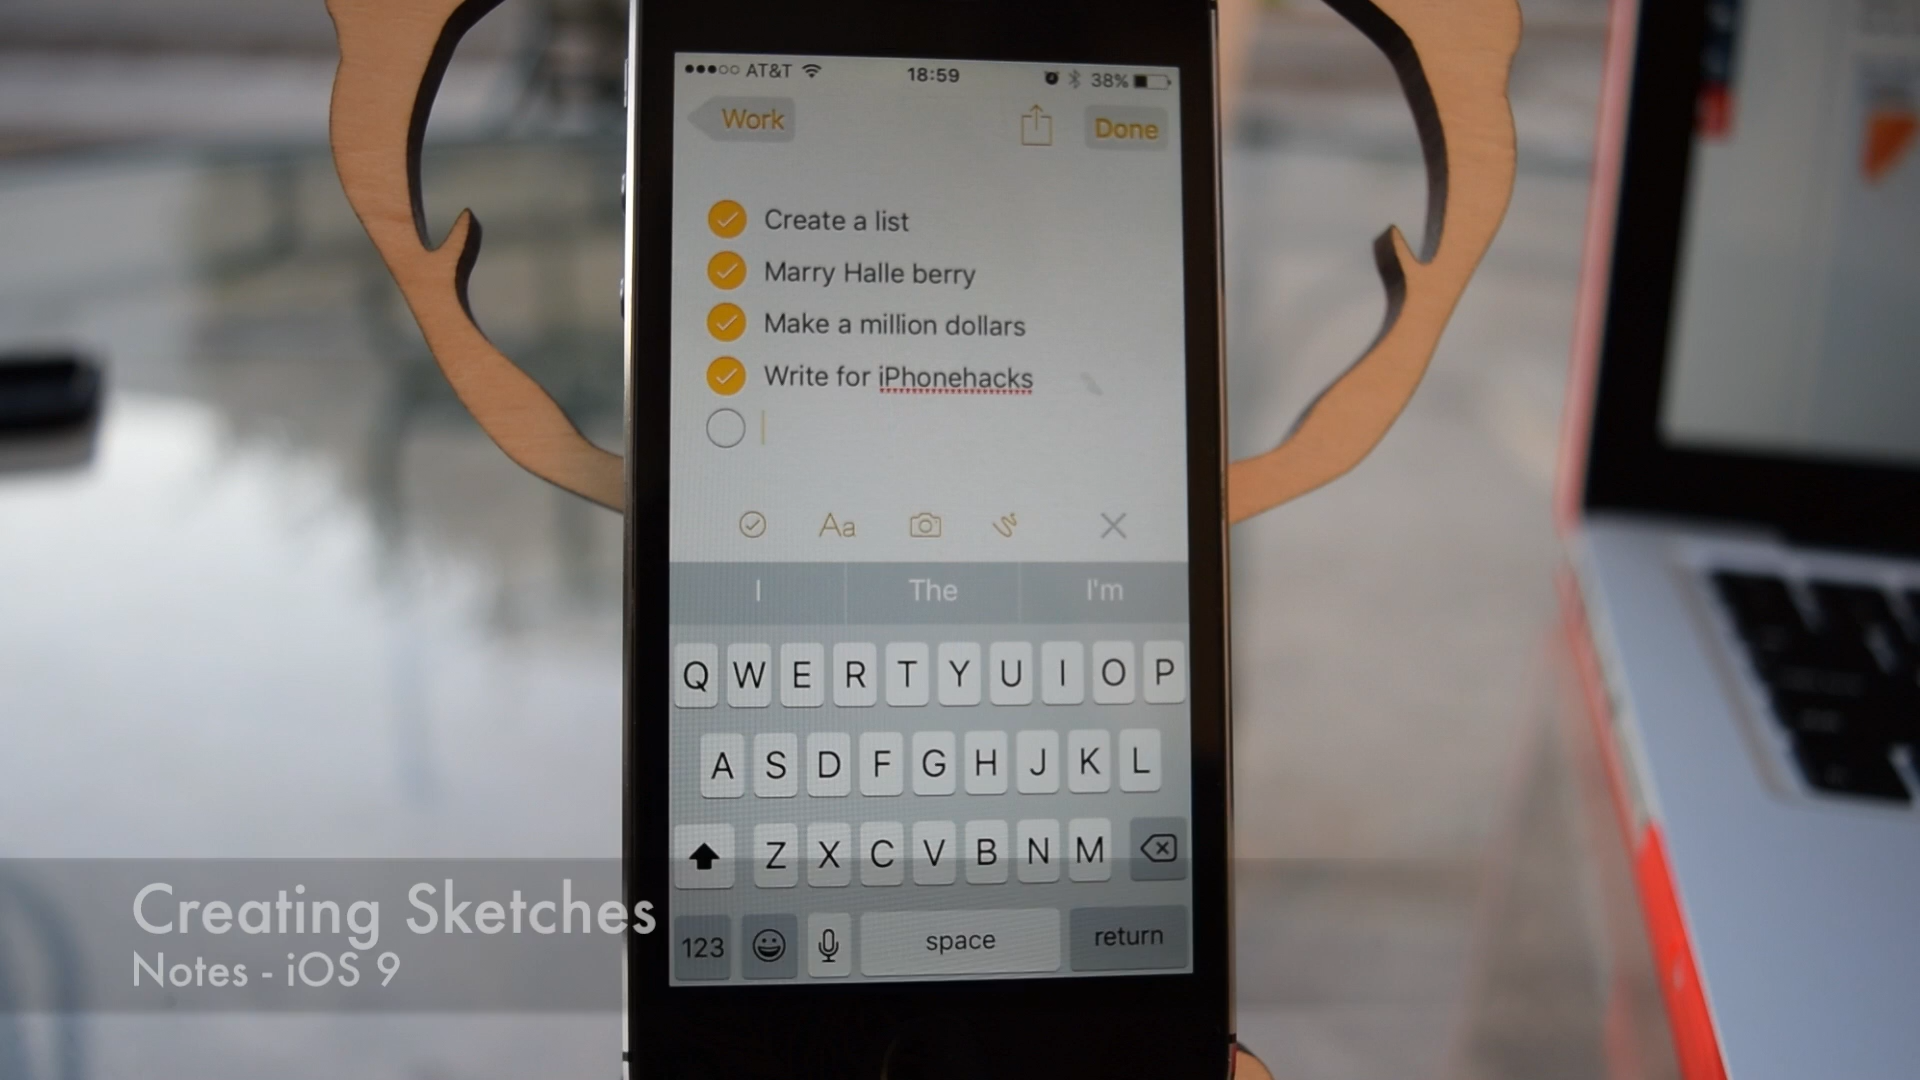 AT&T 18:59 38%
Work Done
Create a list
Marry Halle berry
Make a million dollars
Write for iPhonehacks
Aa
I The I'm
Q W E R T Y U I O P
A S D F G H J K L
Z X C V B N M
123 space return
Creating Sketches
Notes - iOS 9